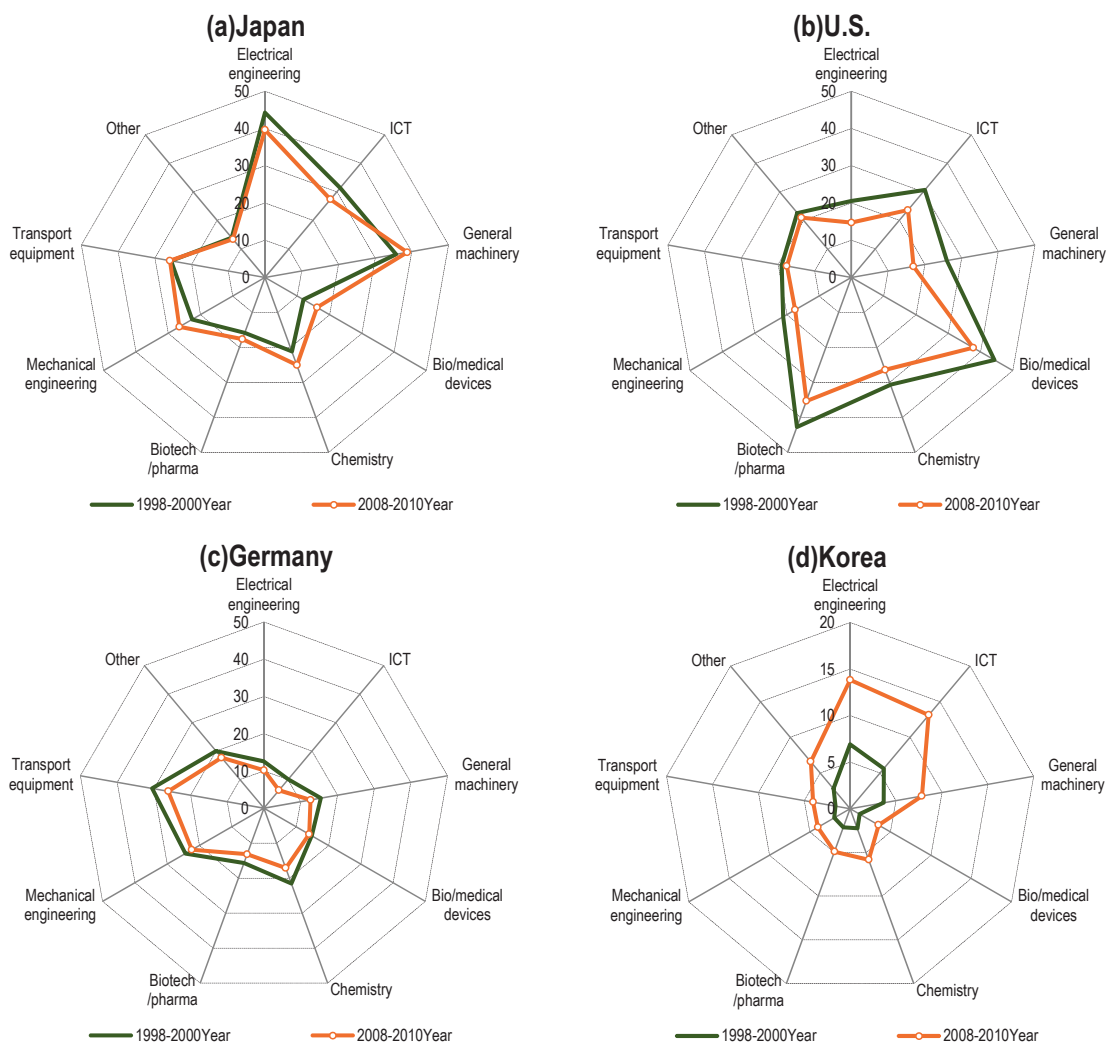 (a)Japan
Electrical
engineering
50
40
30
20
10
0
ICT
General
machinery
Bio/medical
devices
Chemistry
Biotech
/pharma
Mechanical
engineering
Transport
equipment
Other
1998-2000Year
2008-2010Year
(b)U.S.
Electrical
engineering
50
40
30
20
10
0
ICT
General
machinery
Bio/medical
devices
Chemistry
Biotech
/pharma
Mechanical
engineering
Transport
equipment
Other
1998-2000Year
2008-2010Year
(c)Germany
Electrical
engineering
50
40
30
20
10
0
ICT
General
machinery
Bio/medical
devices
Chemistry
Biotech
/pharma
Mechanical
engineering
Transport
equipment
Other
1998-2000Year
2008-2010Year
(d)Korea
Electrical
engineering
20
15
10
5
0
ICT
General
machinery
Bio/medical
devices
Chemistry
Biotech
/pharma
Mechanical
engineering
Transport
equipment
Other
1998-2000Year
2008-2010Year